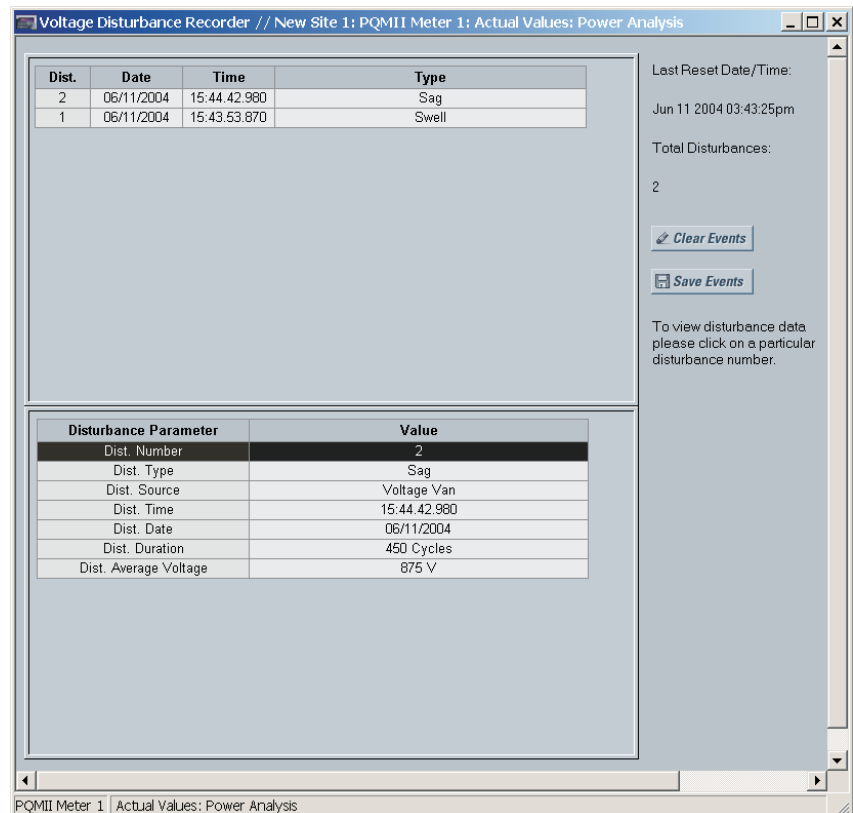 Voltage Disturbance Recorder // New Site 1: PQMII Meter 1: Actual Values: Power Analysis
Dist. Date Time Type
2 06/11/2004 15:44.42.980 Sag
1 06/11/2004 15:43.53.870 Swell
Last Reset Date/Time:
Jun 11 2004 03:43:25pm
Total Disturbances:
2
Clear Events
Save Events
To view disturbance data
please click on a particular
disturbance number.
Disturbance Parameter Value
Dist. Number 2
Dist. Type Sag
Dist. Source Voltage Van
Dist. Time 15:44.42.980
Dist. Date 06/11/2004
Dist. Duration 450 Cycles
Dist. Average Voltage 875 V
PQMII Meter 1 Actual Values: Power Analysis